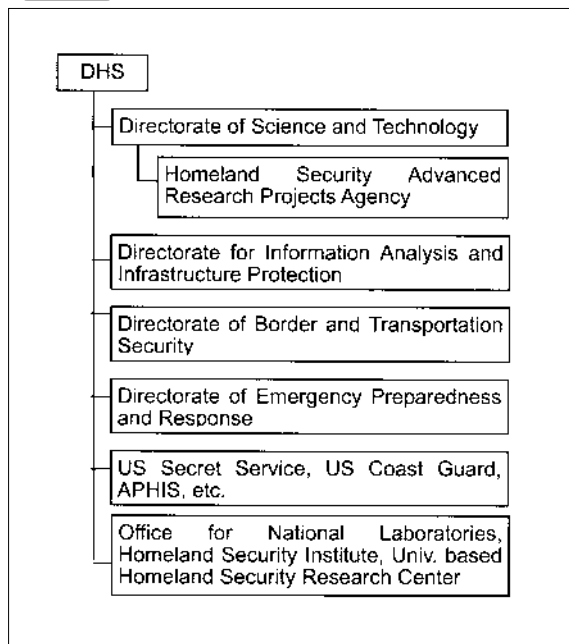 DHS
Directorate of Science and Technology
Homeland Security Advanced
Research Projects Agency
Directorate for Information Analysis and
Infrastructure Protection
Directorate of Border and Transportation
Security
Directorate of Emergency Preparedness
and Response
US Secret Service, US Coast Guard,
APHIS, etc.
Office for National Laboratories,
Homeland Security Institute, Univ. based
Homeland Security Research Center